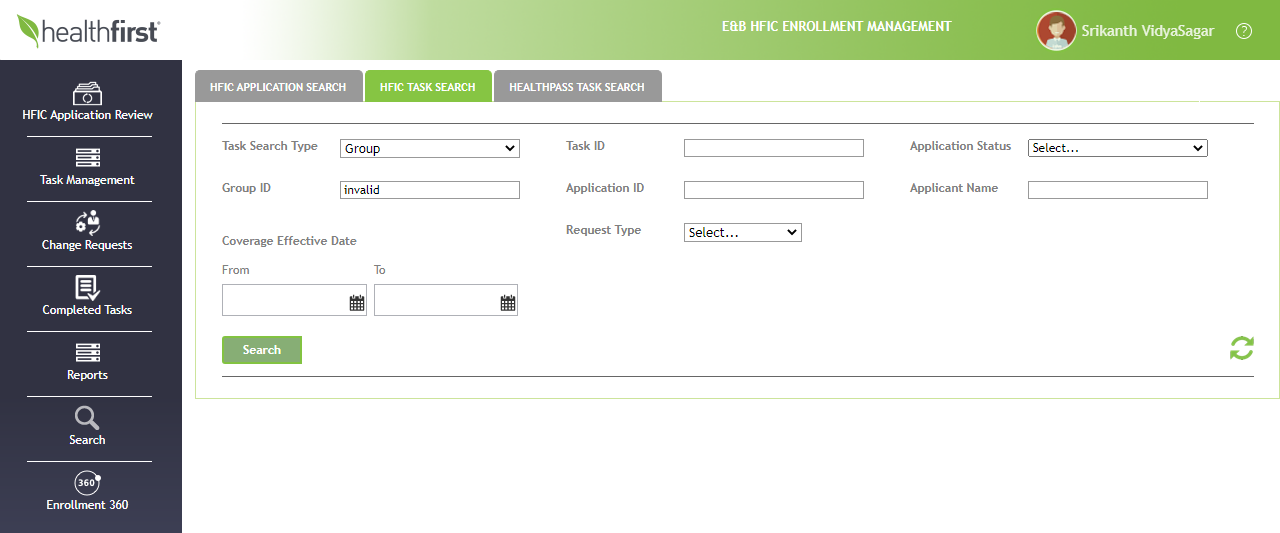 healthfirst®
E&B HFIC ENROLLMENT MANAGEMENT
Srikanth VidyaSagar
?
HFIC Application Review
Task Management
Change Requests
Completed Tasks
Reports
Search
360
Enrollment 360
HFIC APPLICATION SEARCH HFIC TASK SEARCH HEALTHPASS TASK SEARCH
Task Search Type Group Task ID Application Status Select...
Group ID invalid Application ID Applicant Name
Request Type Select...
Coverage Effective Date
From To
Search